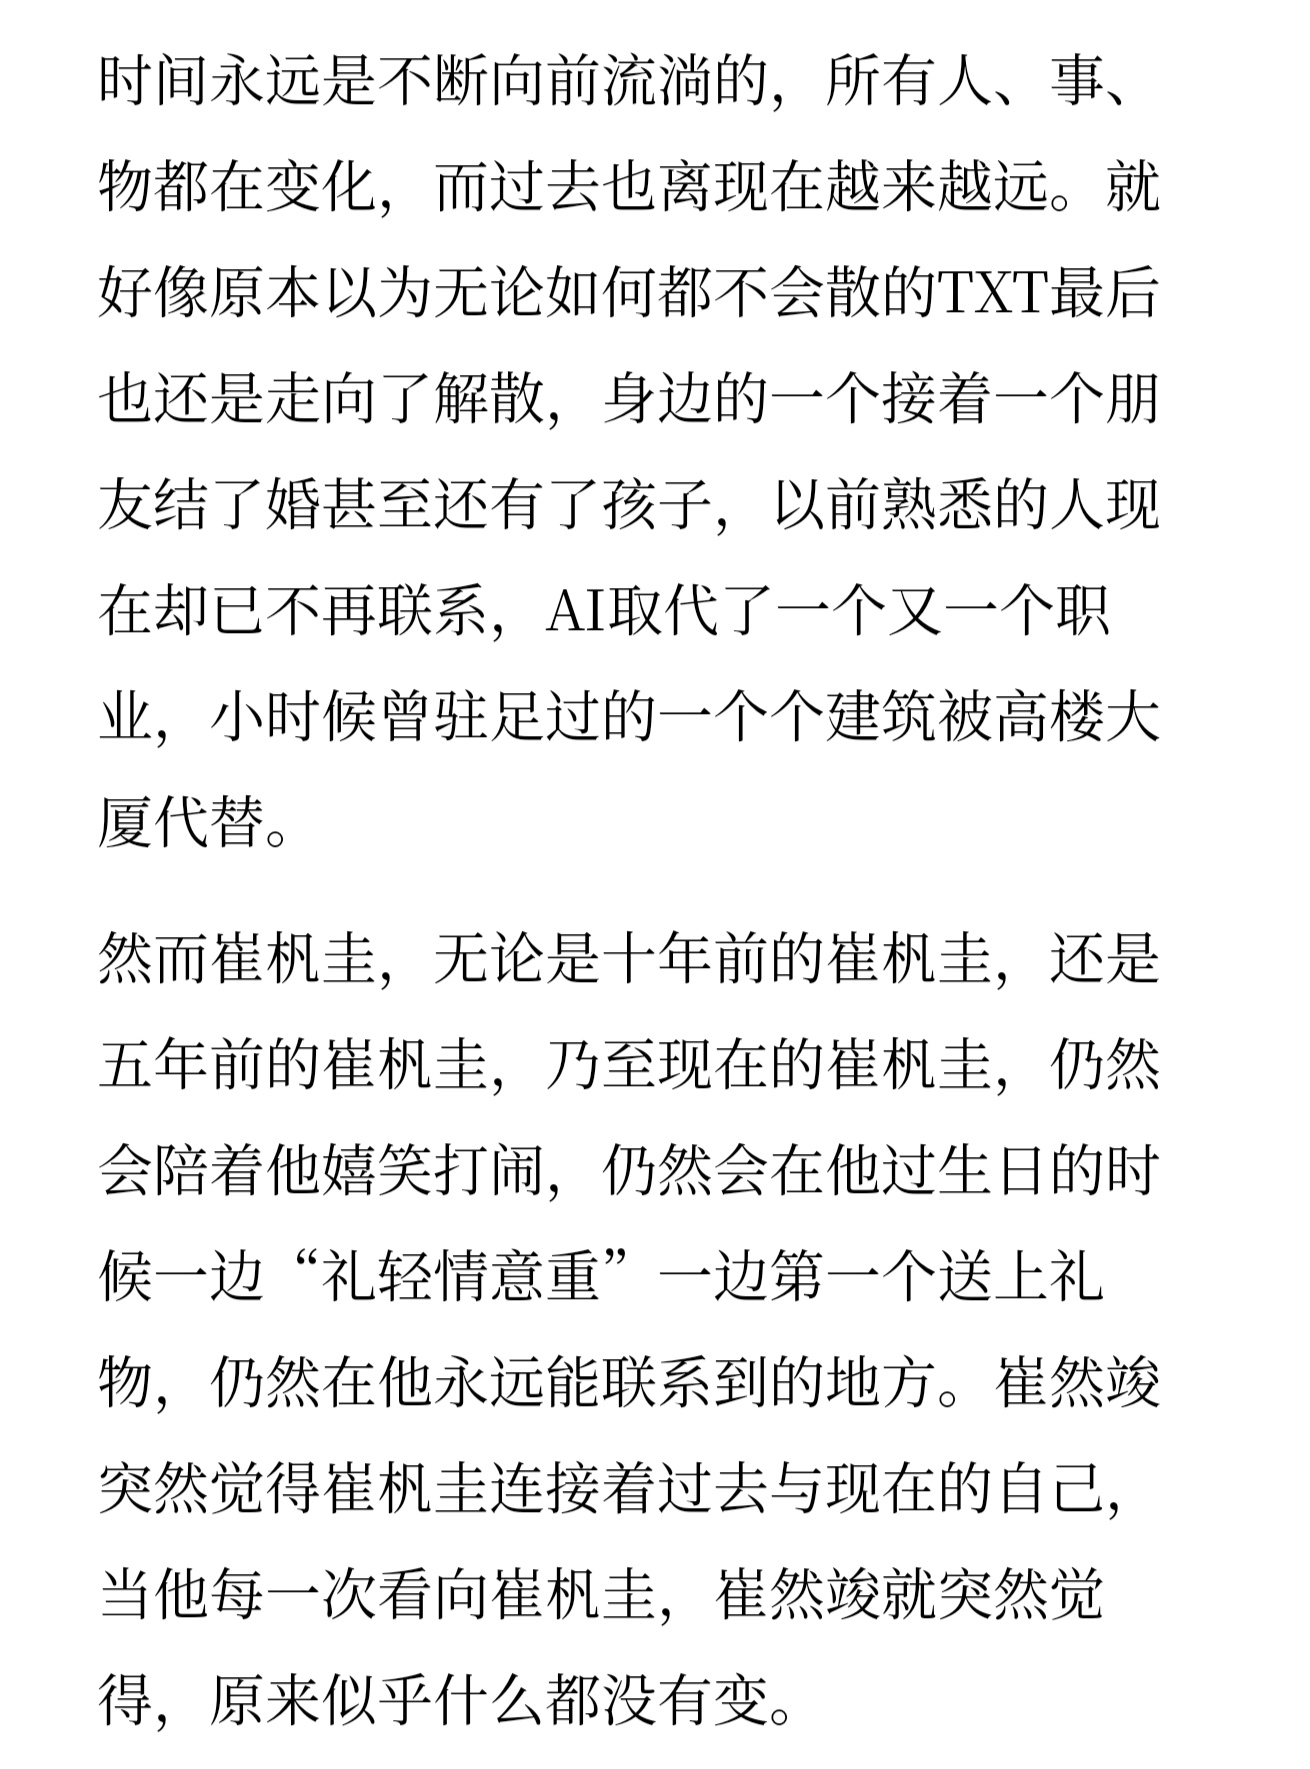 时间永远是不断向前流淌的，所有人、事、
物都在变化，而过去也离现在越来越远。就
好像原本以为无论如何都不会散的TXT最后
也还是走向了解散，身边的一个接着一个朋
友结了婚甚至还有了孩子，以前熟悉的人现
在却已不再联系，AI取代了一个又一个职
业，小时候曾驻足过的一个个建筑被高楼大
厦代替。
然而崔杋圭，无论是十年前的崔杋圭，还是
五年前的崔杋圭，乃至现在的崔杋圭，仍然
会陪着他嬉笑打闹，仍然会在他过生日的时
候一边“礼轻情意重”一边第一个送上礼
物，仍然在他永远能联系到的地方。崔然竣
突然觉得崔杋圭连接着过去与现在的自己，
当他每一次看向崔杋圭，崔然竣就突然觉
得，原来似乎什么都没有变。